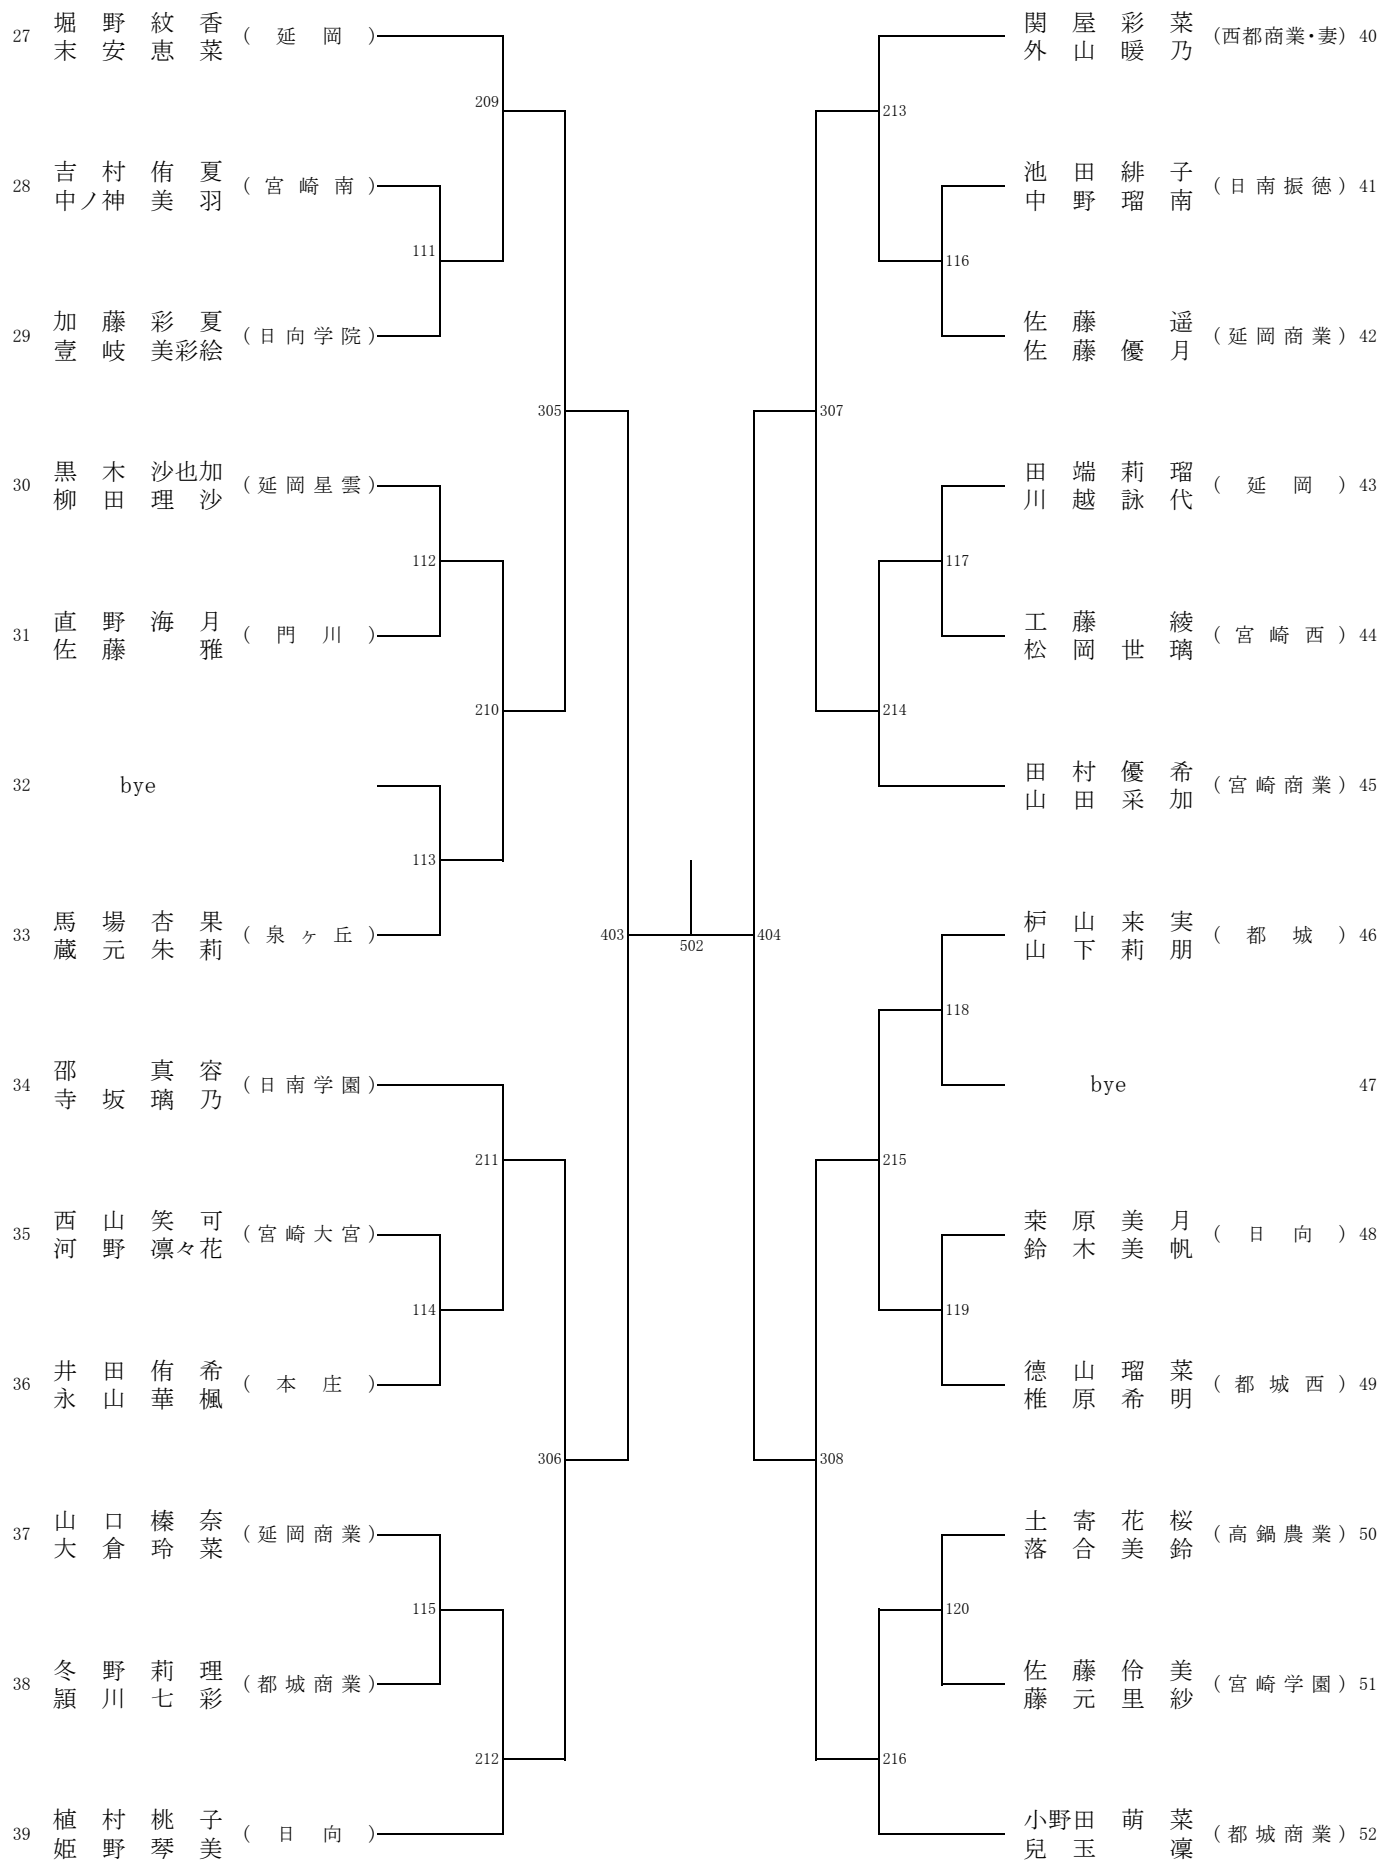 27 堀野紋香 (延岡)
末安恵菜
209
28 吉村侑夏 (宮崎南)
中ノ神美羽
111
29 加藤彩夏 (日向学院)
壹岐美彩絵
305
30 黒木沙也加 (延岡星雲)
柳田理沙
112
31 直野海月 (門川)
佐藤雅
210
32 bye
113
33 馬場杏果 (泉ヶ丘)
蔵元朱莉
403
34 邵真容 (日南学園)
寺坂璃乃
211
35 西山笑可 (宮崎大宮)
河野凛々花
114
36 井田侑希 (本庄)
永山華楓
306
37 山口榛奈 (延岡商業)
大倉玲菜
115
38 冬野莉理 (都城商業)
頴川七彩
212
39 植村桃子 (日向)
姫野琴美
502
関屋彩菜 (西都商業・妻) 40
外山暖乃
213
池田緋子 (日南振徳) 41
中野瑠南
116
佐藤遥 (延岡商業) 42
佐藤優月
307
田端莉瑠 (延岡) 43
川越詠代
117
工藤綾 (宮崎西) 44
松岡世璃
214
田村優希 (宮崎商業) 45
山田采加
404
枦山来実 (都城) 46
山下莉朋
118
bye 47
215
桒原美月 (日向) 48
鈴木美帆
119
德山瑠菜 (都城西) 49
椎原希明
308
土寄花桜 (高鍋農業) 50
落合美鈴
120
佐藤伶美 (宮崎学園) 51
藤元里紗
216
小野田萌菜 (都城商業) 52
兒玉凜